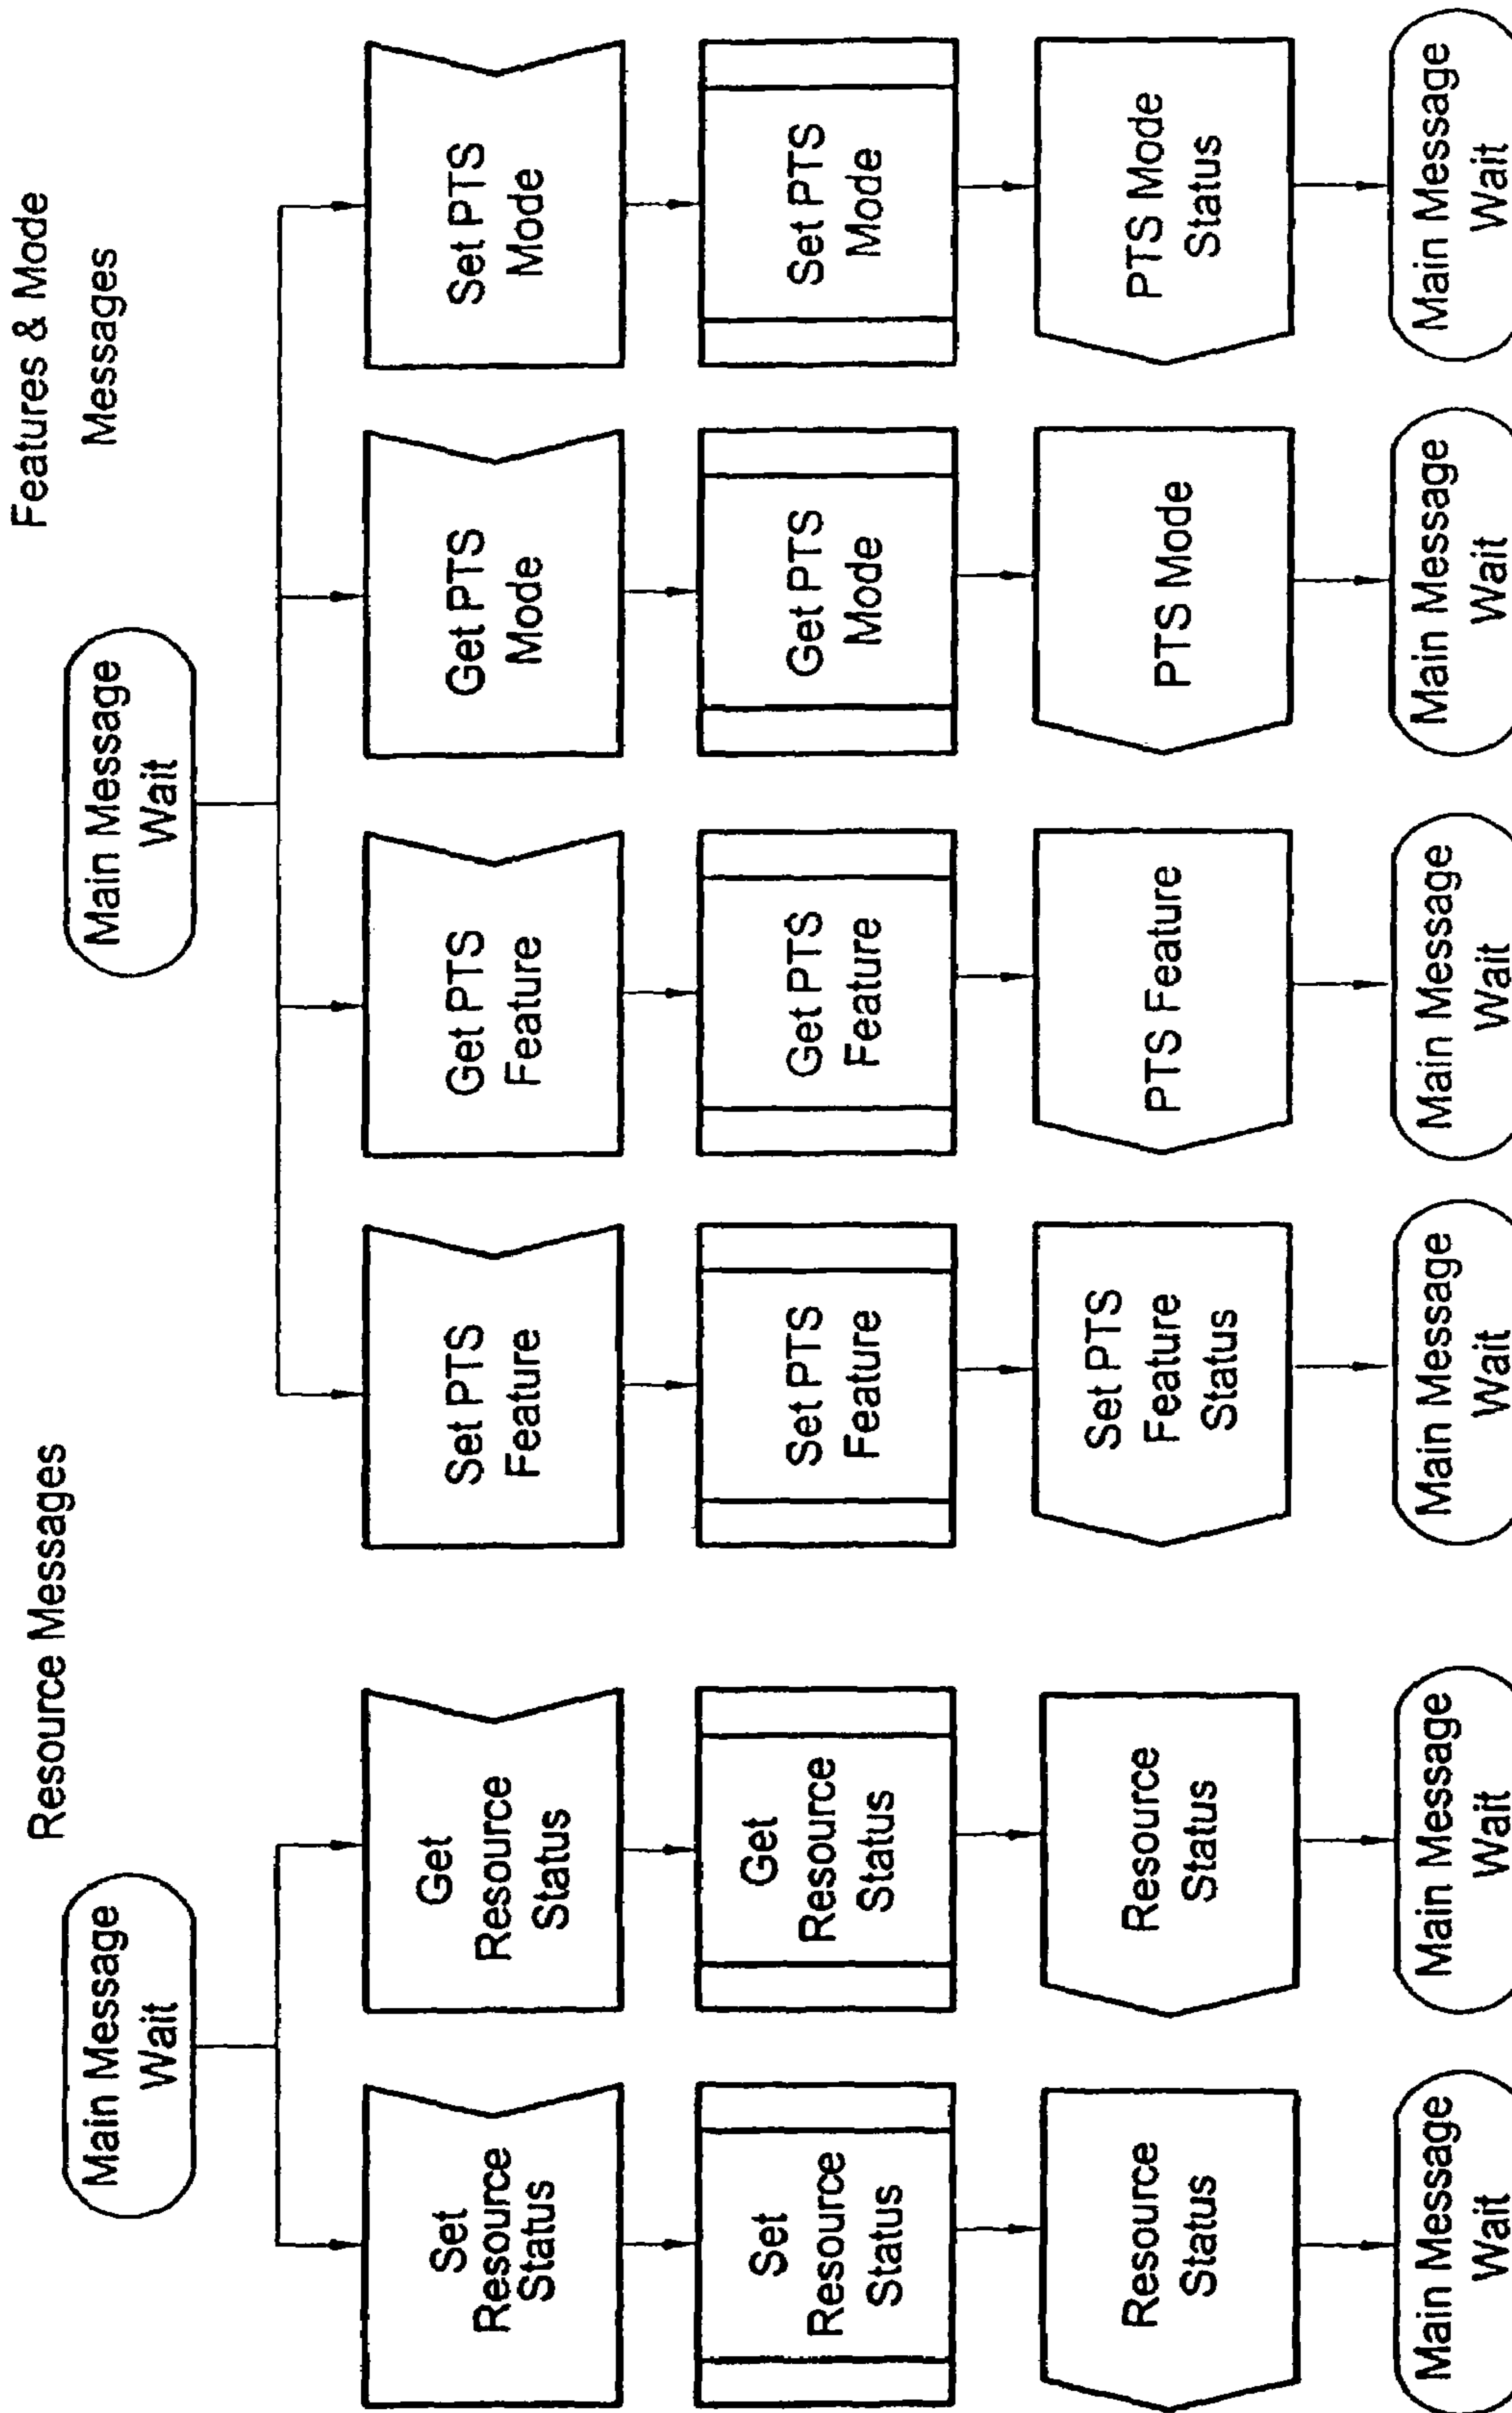 Resource Messages
Main Message
Wait
Set
Resource
Status
Get
Resource
Status
Set
Resource
Status
Get
Resource
Status
Resource
Status
Resource
Status
Main Message
Wait
Main Message
Wait
Features & Mode
Messages
Main Message
Wait
Set PTS
Feature
Get PTS
Feature
Get PTS
Mode
Set PTS
Mode
Set PTS
Feature
Get PTS
Feature
Get PTS
Mode
Set PTS
Mode
Set PTS
Feature
Status
PTS Feature
PTS Mode
PTS Mode
Status
Main Message
Wait
Main Message
Wait
Main Message
Wait
Main Message
Wait